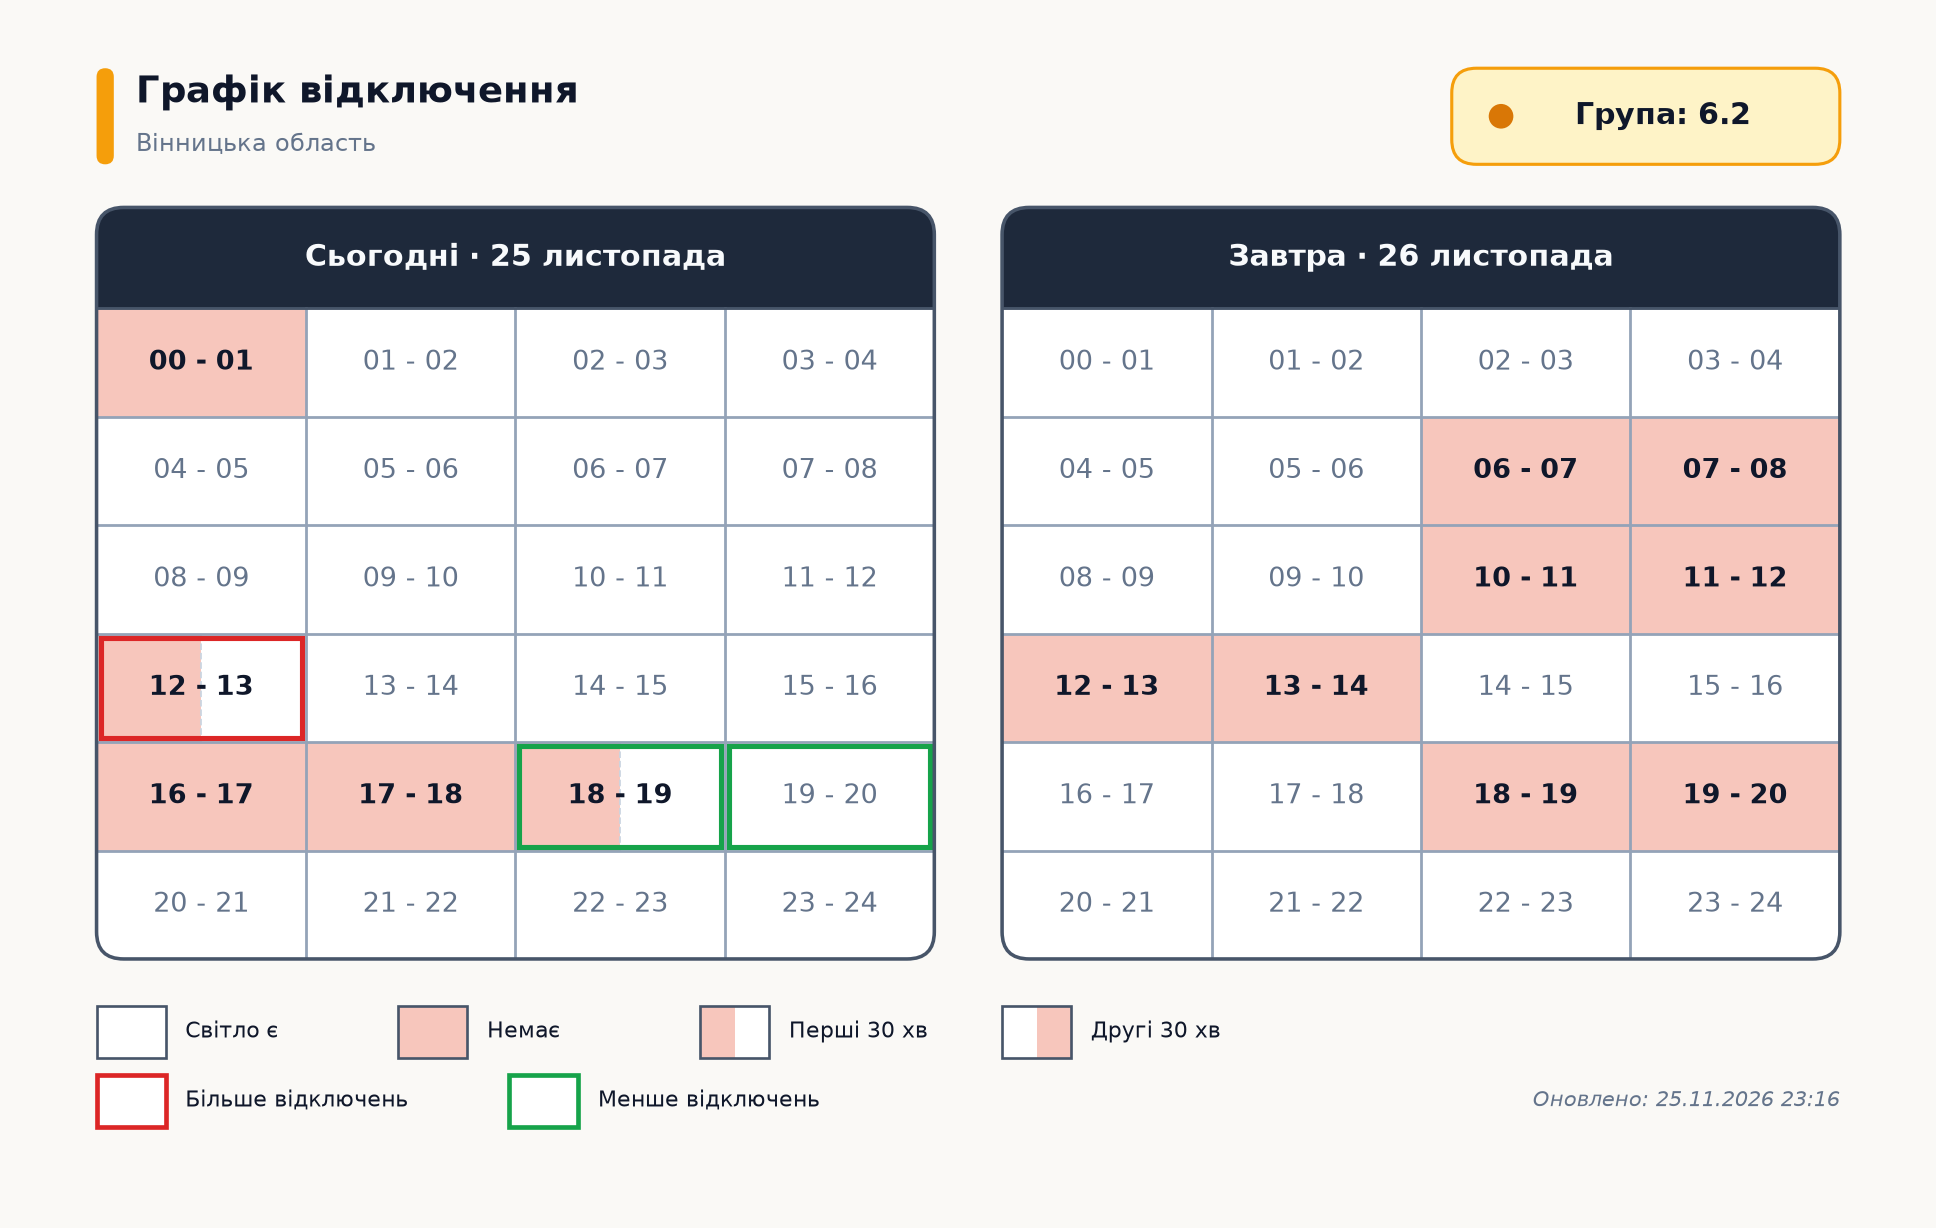 Графік відключення
Вінницька область
Група: 6.2
Сьогодні · 25 листопада
00 - 01 01 - 02 02 - 03 03 - 04
04 - 05 05 - 06 06 - 07 07 - 08
08 - 09 09 - 10 10 - 11 11 - 12
12 - 13 13 - 14 14 - 15 15 - 16
16 - 17 17 - 18 18 - 19 19 - 20
20 - 21 21 - 22 22 - 23 23 - 24
Завтра · 26 листопада
00 - 01 01 - 02 02 - 03 03 - 04
04 - 05 05 - 06 06 - 07 07 - 08
08 - 09 09 - 10 10 - 11 11 - 12
12 - 13 13 - 14 14 - 15 15 - 16
16 - 17 17 - 18 18 - 19 19 - 20
20 - 21 21 - 22 22 - 23 23 - 24
Світло є Немає Перші 30 хв Другі 30 хв
Більше відключень Менше відключень
Оновлено: 25.11.2026 23:16